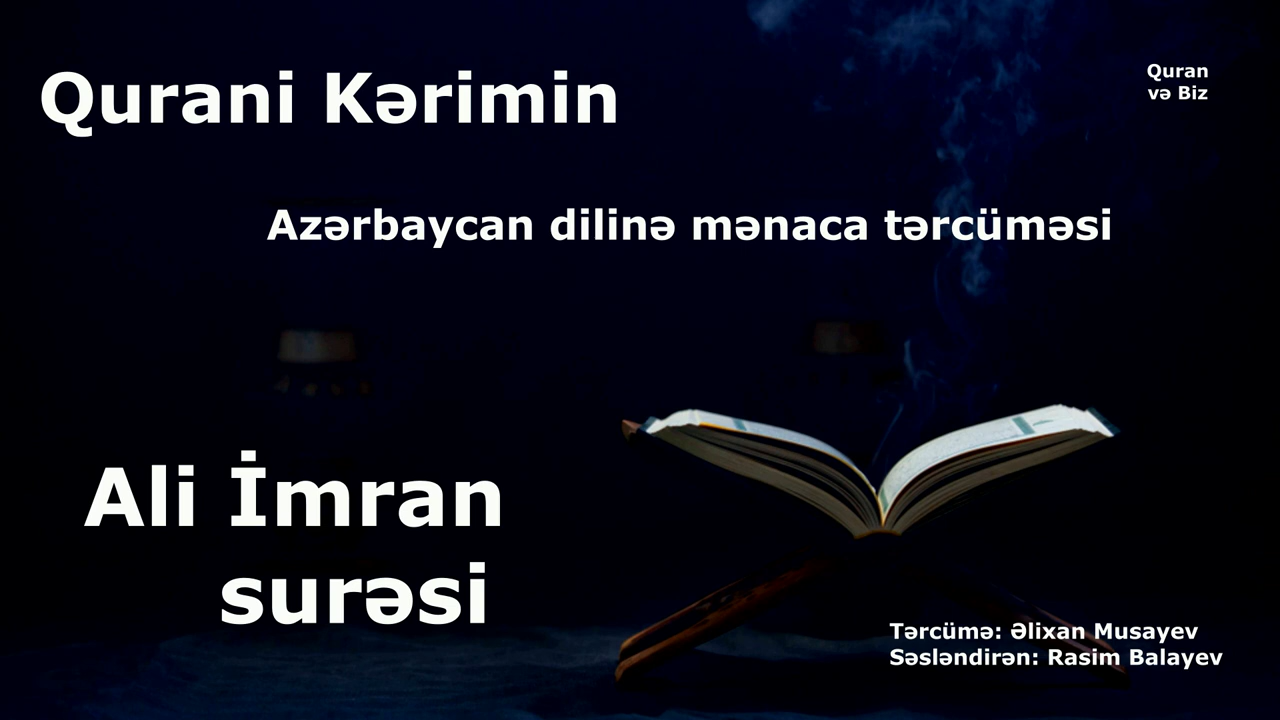 Qurani Kərimin
Quran
və Biz
Azərbaycan dilinə mənaca tərcüməsi
Ali İmran
surəsi
Tərcümə: Əlixan Musayev
Səsləndirən: Rasim Balayev